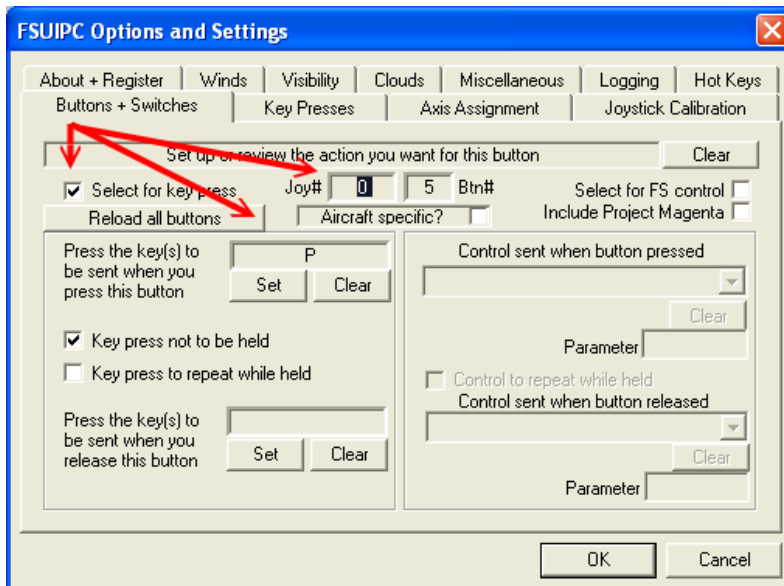 FSUIPC Options and Settings
About + Register Winds Visibility Clouds Miscellaneous Logging Hot Keys
Buttons + Switches Key Presses Axis Assignment Joystick Calibration
Set up or review the action you want for this button Clear
Select for key press Joy# 0 5 Btn# Select for FS control
Reload all buttons Aircraft specific? Include Project Magenta
Press the key(s) to
be sent when you
press this button
P
Set Clear
Key press not to be held
Key press to repeat while held
Press the key(s) to
be sent when you
release this button
Set Clear
Control sent when button pressed
Clear
Parameter
Control to repeat while held
Control sent when button released
Clear
Parameter
OK Cancel